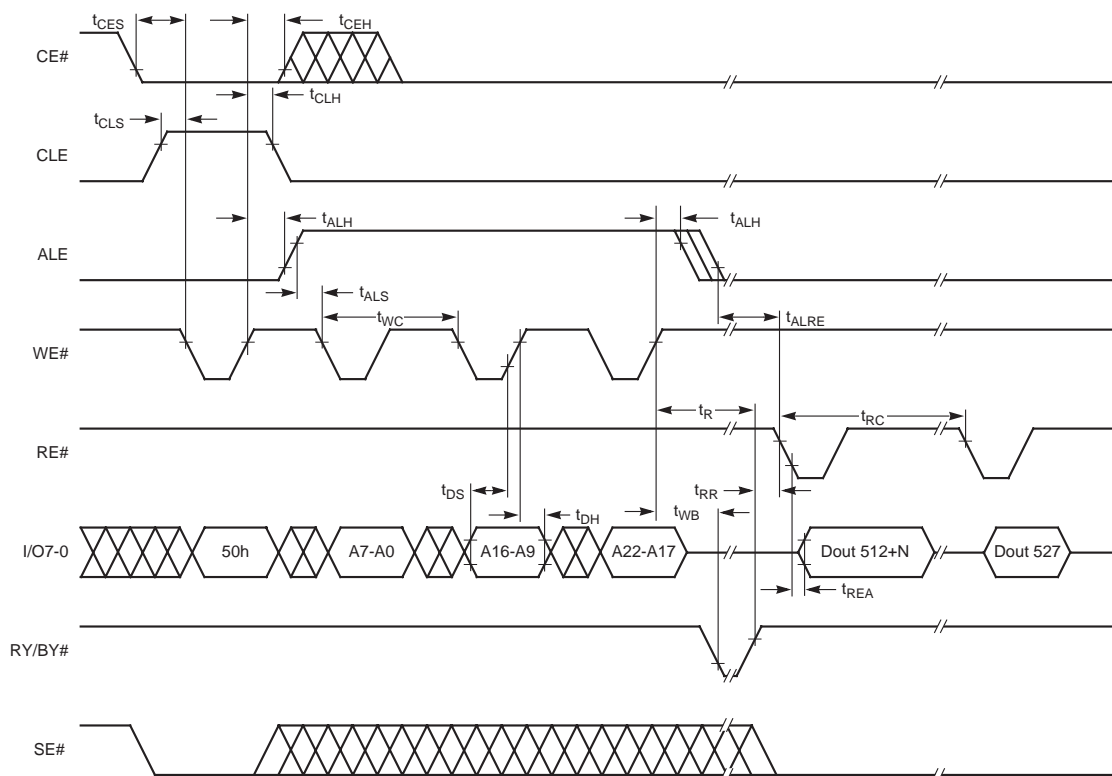 tCES
tCEH
CE#
tCLH
tCLS
CLE
tALH
tALH
ALE
tALS
tWC
tALRE
WE#
tR
tRC
RE#
tDS
tRR
tDH
tWB
I/O7-0
50h
A7-A0
A16-A9
A22-A17
Dout 512+N
Dout 527
tREA
RY/BY#
SE#